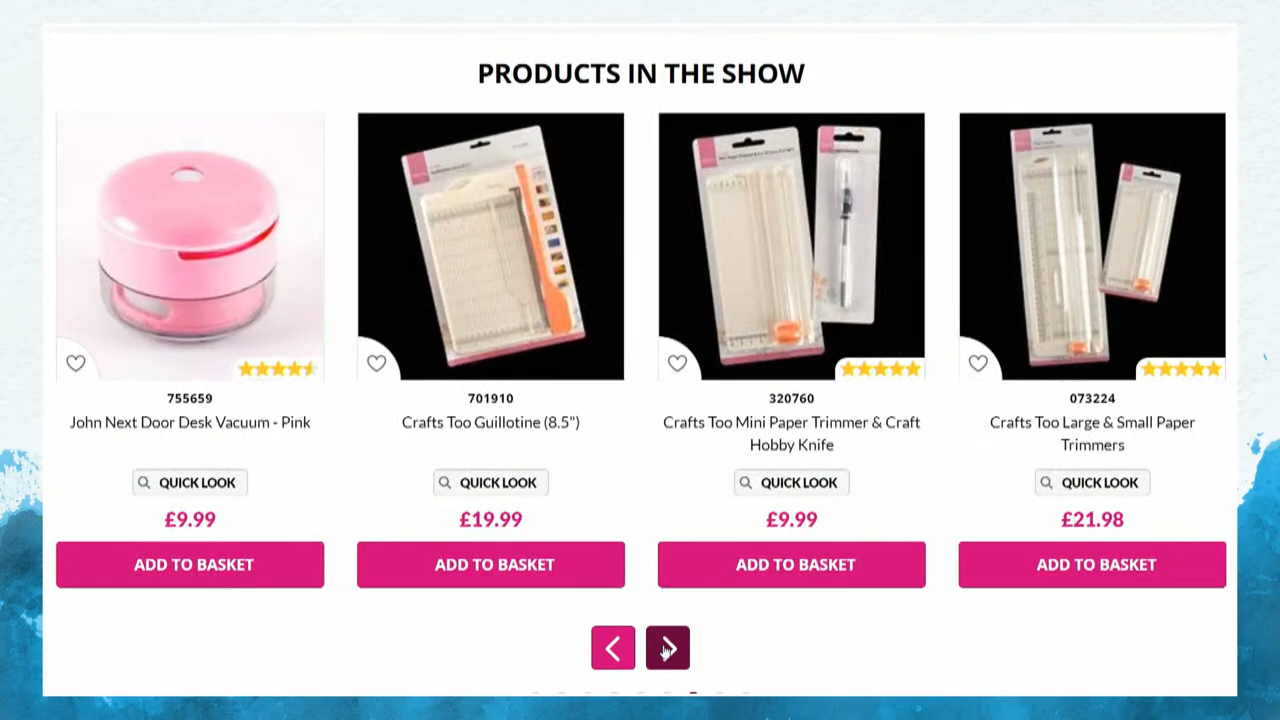 PRODUCTS IN THE SHOW
755659
John Next Door Desk Vacuum - Pink
QUICK LOOK
£9.99
ADD TO BASKET
701910
Crafts Too Guillotine (8.5")
QUICK LOOK
£19.99
ADD TO BASKET
320760
Crafts Too Mini Paper Trimmer & Craft
Hobby Knife
QUICK LOOK
£9.99
ADD TO BASKET
073224
Crafts Too Large & Small Paper
Trimmers
QUICK LOOK
£21.98
ADD TO BASKET